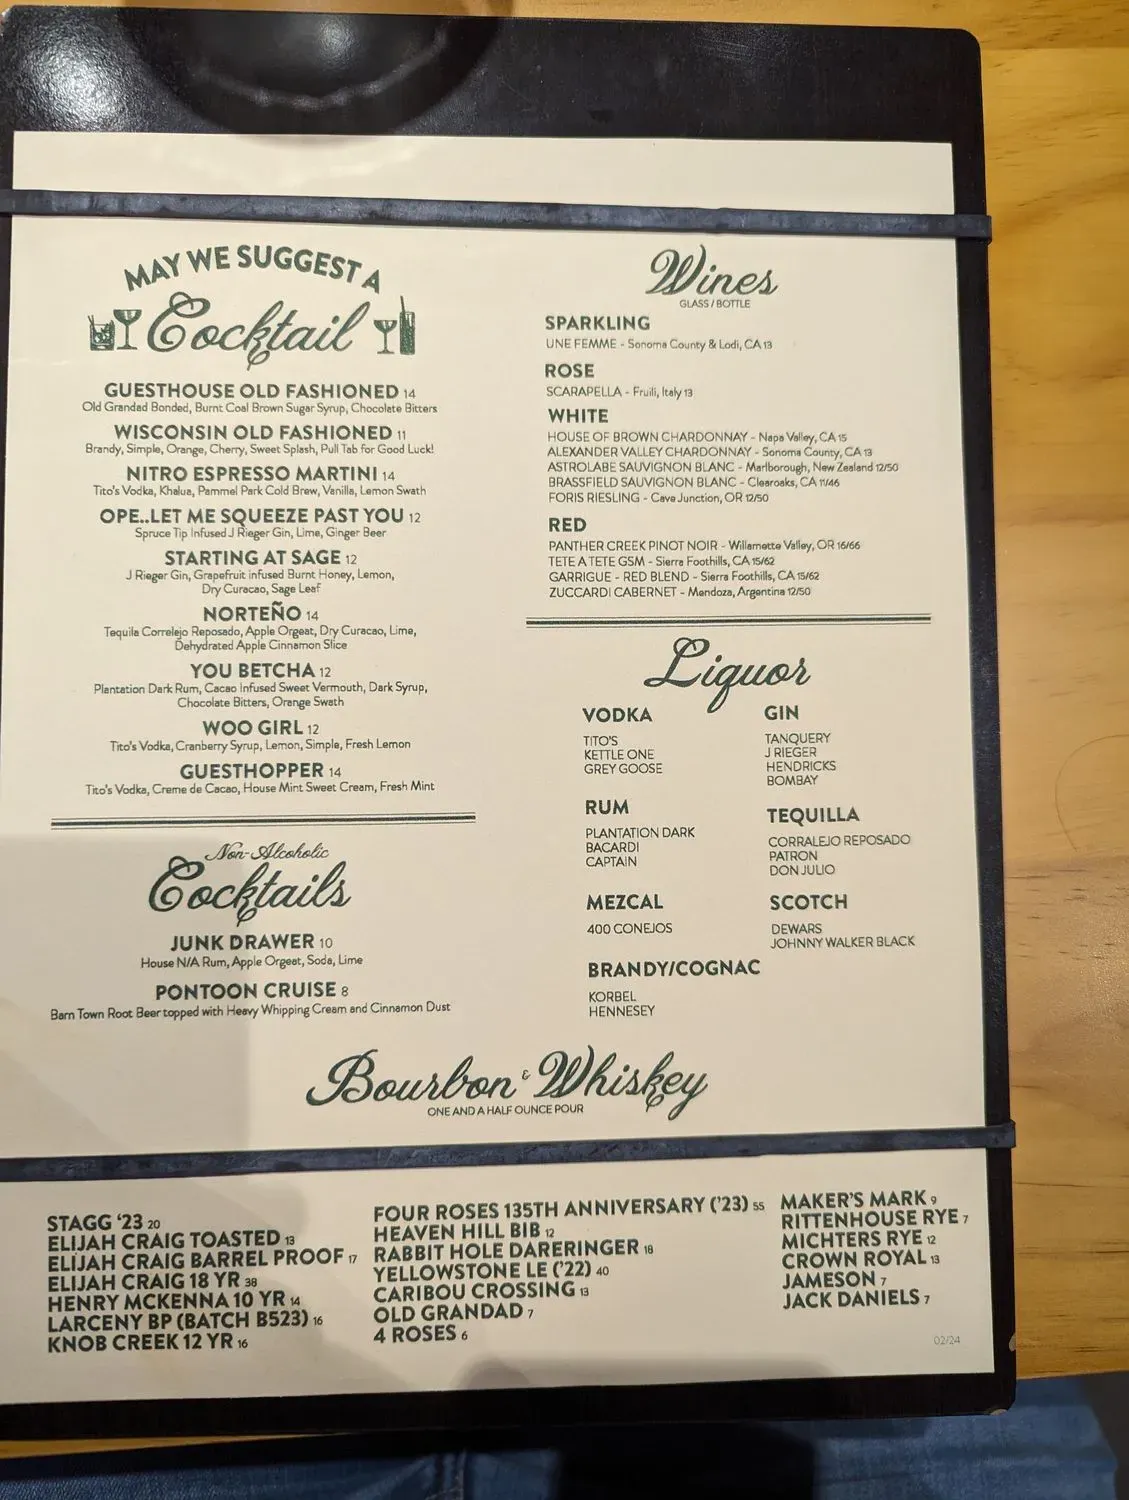 MAY WE SUGGEST A
Cocktail
GUESTHOUSE OLD FASHIONED 14
Old Grandad Bonded, Burnt Coal Brown Sugar Syrup, Chocolate Bitters
WISCONSIN OLD FASHIONED 11
Brandy, Simple, Orange, Cherry, Sweet Splash, Pull Tab for Good Luck!
NITRO ESPRESSO MARTINI 14
Tito's Vodka, Khalua, Pammel Park Cold Brew, Vanilla, Lemon Swath
OPE..LET ME SQUEEZE PAST YOU 12
Spruce Tip Infused J Rieger Gin, Lime, Ginger Beer
STARTING AT SAGE 12
J Rieger Gin, Grapefruit infused Burnt Honey, Lemon,
Dry Curacao, Sage Leaf
NORTEÑO 14
Tequila Correlejo Reposado, Apple Orgeat, Dry Curacao, Lime,
Dehydrated Apple Cinnamon Slice
YOU BETCHA 12
Plantation Dark Rum, Cacao Infused Sweet Vermouth, Dark Syrup,
Chocolate Bitters, Orange Swath
WOO GIRL 12
Tito's Vodka, Cranberry Syrup, Lemon, Simple, Fresh Lemon
GUESTHOPPER 14
Tito's Vodka, Creme de Cacao, House Mint Sweet Cream, Fresh Mint
Non-Alcoholic
Cocktails
JUNK DRAWER 10
House N/A Rum, Apple Orgeat, Soda, Lime
PONTOON CRUISE 8
Barn Town Root Beer topped with Heavy Whipping Cream and Cinnamon Dust
Wines
GLASS / BOTTLE
SPARKLING
UNE FEMME - Sonoma County & Lodi, CA 13
ROSE
SCARAPELLA - Fruili, Italy 13
WHITE
HOUSE OF BROWN CHARDONNAY - Napa Valley, CA 15
ALEXANDER VALLEY CHARDONNAY - Sonoma County, CA 13
ASTROLABE SAUVIGNON BLANC - Marlborough, New Zealand 12/50
BRASSFIELD SAUVIGNON BLANC - Clearoaks, CA 11/46
FORIS RIESLING - Cave Junction, OR 12/50
RED
PANTHER CREEK PINOT NOIR - Willamette Valley, OR 16/66
TETE A TETE GSM - Sierra Foothills, CA 15/62
GARRIGUE - RED BLEND - Sierra Foothills, CA 15/62
ZUCCARDI CABERNET - Mendoza, Argentina 12/50
Liquor
VODKA
TITO'S
KETTLE ONE
GREY GOOSE
GIN
TANQUERY
J RIEGER
HENDRICKS
BOMBAY
RUM
PLANTATION DARK
BACARDI
CAPTAIN
TEQUILLA
CORRALEJO REPOSADO
PATRON
DON JULIO
MEZCAL
400 CONEJOS
SCOTCH
DEWARS
JOHNNY WALKER BLACK
BRANDY/COGNAC
KORBEL
HENNESEY
Bourbon & Whiskey
ONE AND A HALF OUNCE POUR
STAGG '23 20
ELIJAH CRAIG TOASTED 13
ELIJAH CRAIG BARREL PROOF 17
ELIJAH CRAIG 18 YR 38
HENRY MCKENNA 10 YR 14
LARCENY BP (BATCH B523) 16
KNOB CREEK 12 YR 16
FOUR ROSES 135TH ANNIVERSARY ('23) 55
HEAVEN HILL BIB 12
RABBIT HOLE DARERINGER 18
YELLOWSTONE LE ('22) 40
CARIBOU CROSSING 13
OLD GRANDAD 7
4 ROSES 6
MAKER'S MARK 9
RITTENHOUSE RYE 7
MICHTERS RYE 12
CROWN ROYAL 13
JAMESON 7
JACK DANIELS 7
02/24